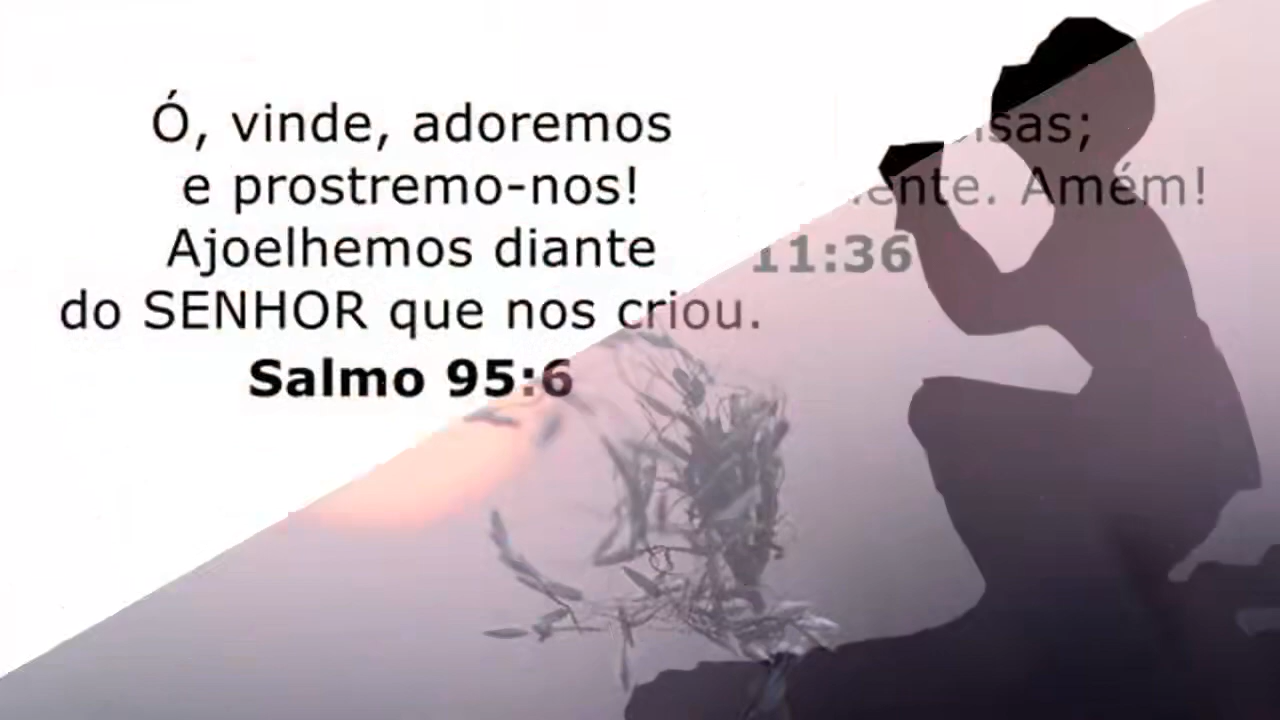 Ó, vinde, adoremos
e prostremo-nos!
Ajoelhemos diante
do SENHOR que nos criou.
Salmo 95:6
Amém!
11:36